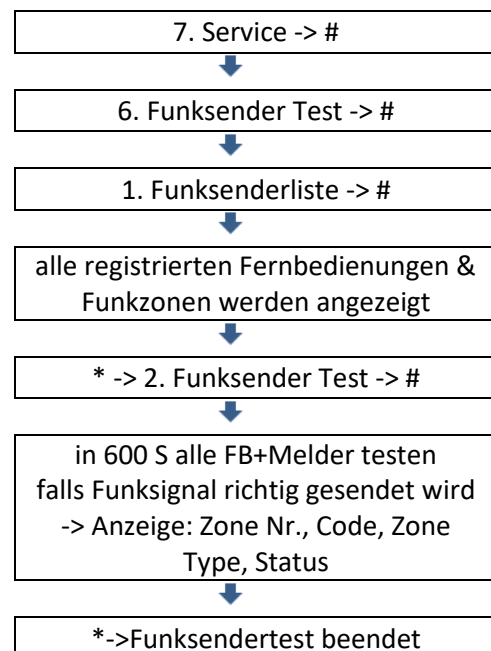 7. Service -> #
6. Funksender Test -> #
1. Funksenderliste -> #
alle registrierten Fernbedienungen &
Funkzonen werden angezeigt
* -> 2. Funksender Test -> #
in 600 S alle FB+Melder testen
falls Funksignal richtig gesendet wird
-> Anzeige: Zone Nr., Code, Zone
Type, Status
*->Funksendertest beendet